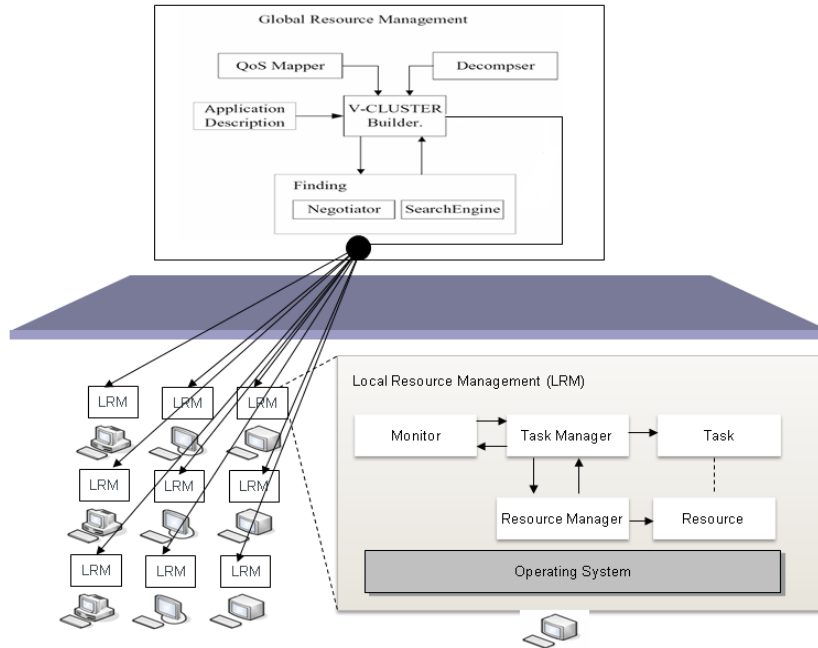 Global Resource Management
QoS Mapper
Decompser
Application
Description
V-CLUSTER
Builder.
Finding
Negotiator
SearchEngine
LRM
LRM
LRM
LRM
LRM
LRM
LRM
LRM
LRM
Local Resource Management (LRM)
Monitor
Task Manager
Task
Resource Manager
Resource
Operating System